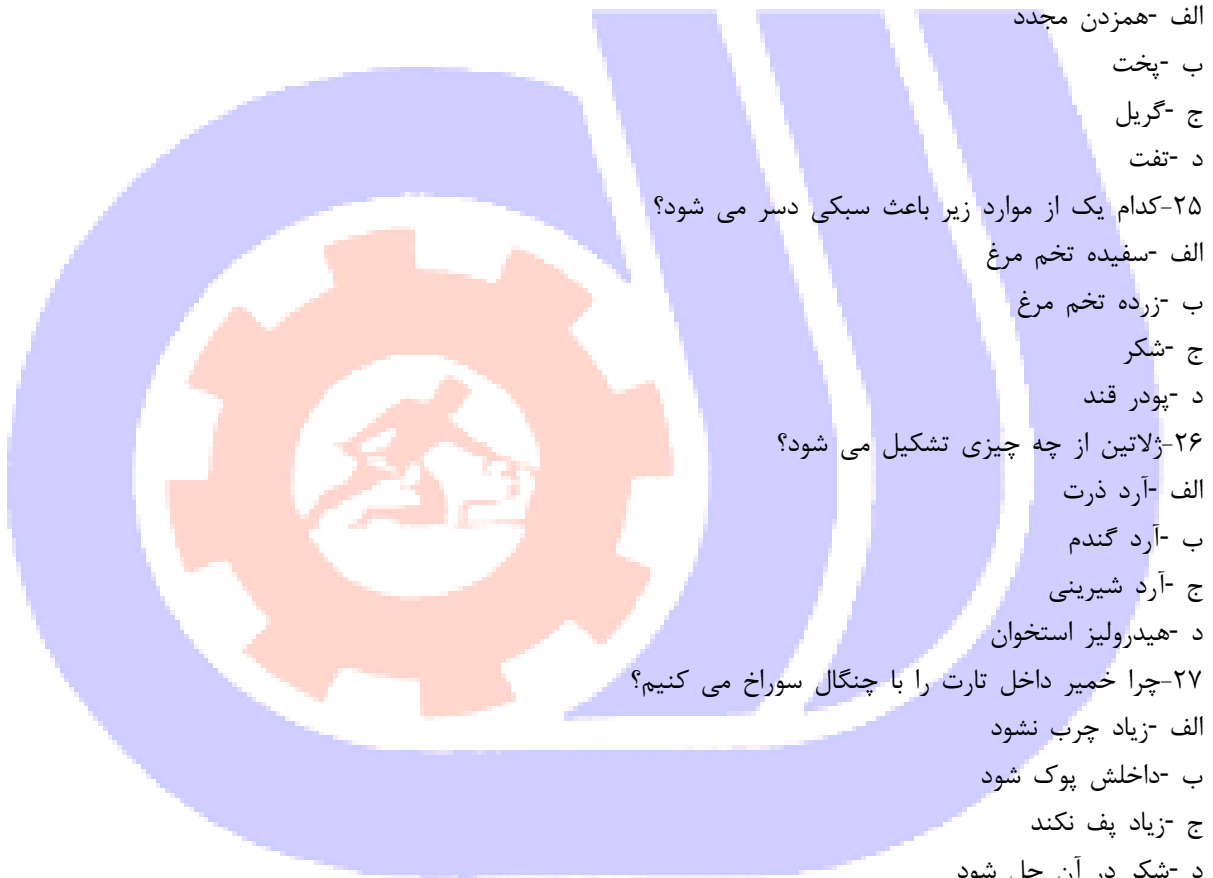 الف -همزدن مجدد
ب -پخت
ج -گریل
د -تفت
۲۵-کدام یک از موارد زیر باعث سبکی دسر می شود؟
الف -سفیده تخم مرغ
ب -زرده تخم مرغ
ج -شکر
د -پودر قند
۲۶-ژلاتین از چه چیزی تشکیل می شود؟
الف -آرد ذرت
ب -آرد گندم
ج -آرد شیرینی
د -هیدرولیز استخوان
۲۷-چرا خمیر داخل تارت را با چنگال سوراخ می کنیم؟
الف -زیاد چرب نشود
ب -داخلش پوک شود
ج -زیاد پف نکند
د -شکر در آن حل شود